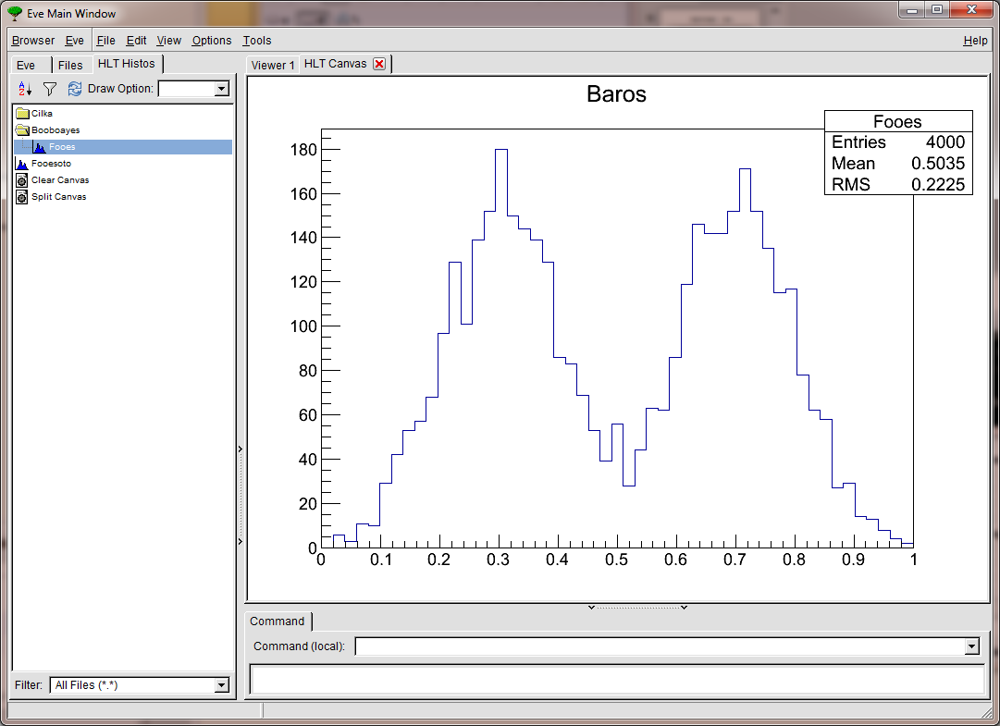 Eve Main Window
Browser Eve File Edit View Options Tools Help
Eve Files HLT Histos
Viewer 1 HLT Canvas
Draw Option:
Cilka
Booboayes
Fooes
Fooesoto
Clear Canvas
Split Canvas
Filter: All Files (*.*)
Baros
Fooes
Entries 4000
Mean 0.5035
RMS 0.2225
180
160
140
120
100
80
60
40
20
0
0 0.1 0.2 0.3 0.4 0.5 0.6 0.7 0.8 0.9 1
Command
Command (local):